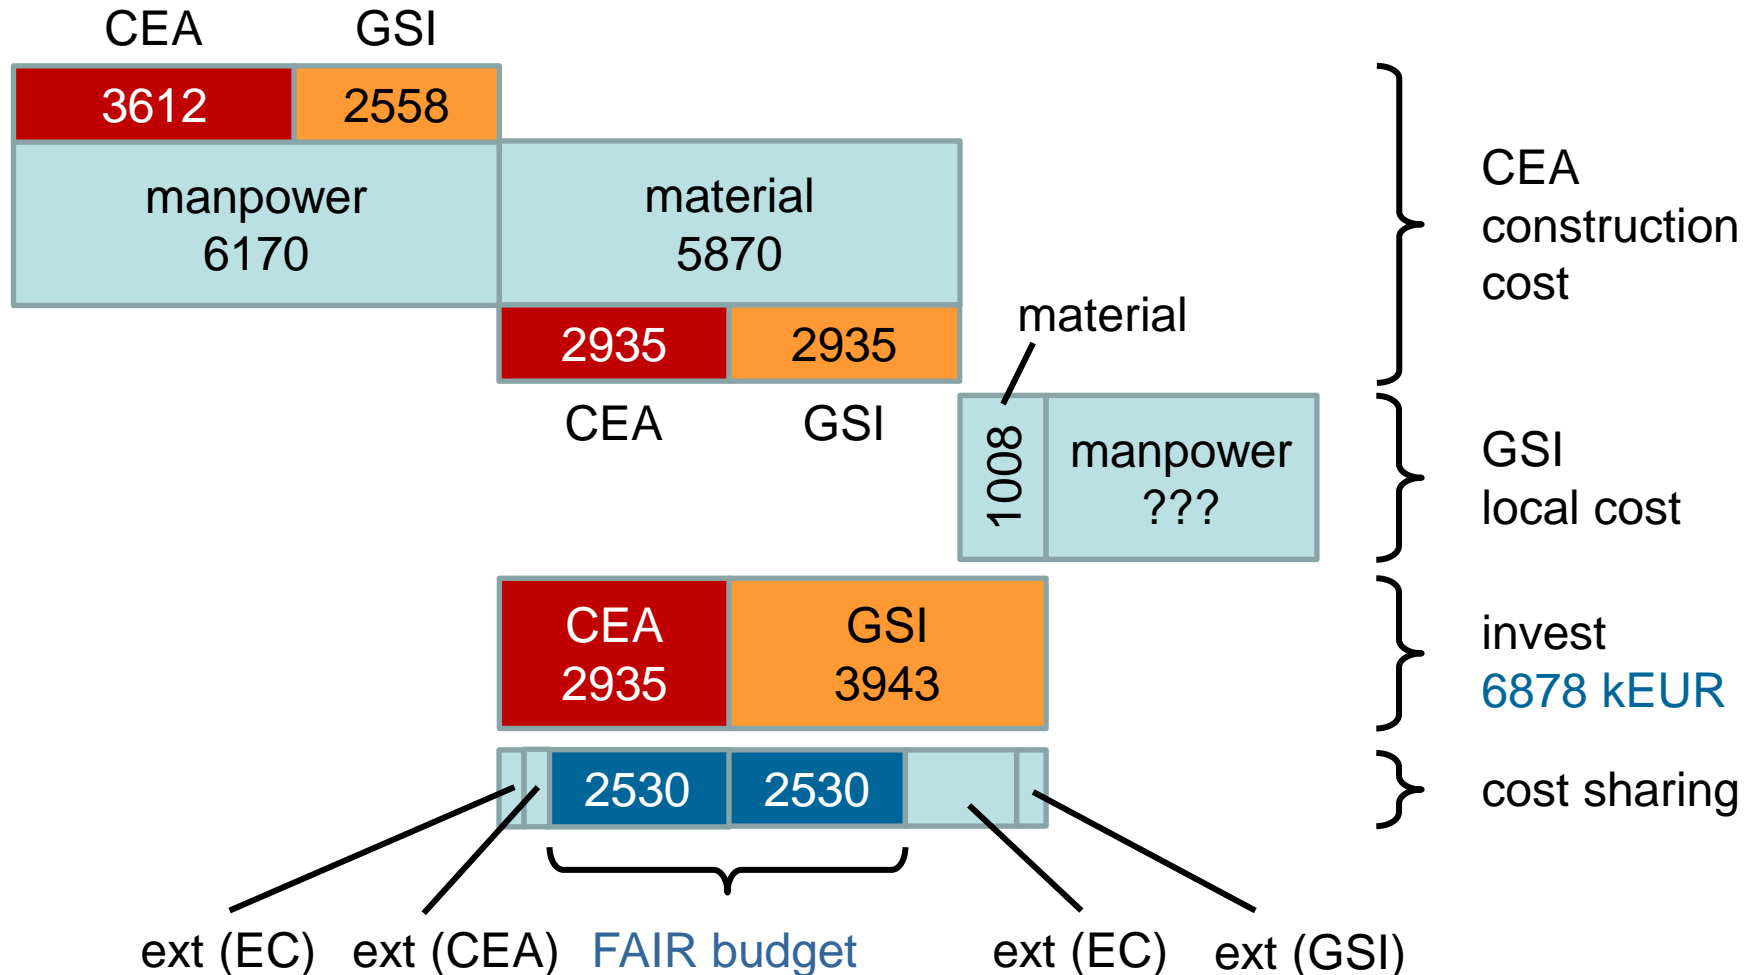 CEA GSI
3612 2558
manpower
6170
material
5870
CEA
construction
cost
2935 2935
CEA GSI
material
1008
manpower
???
GSI
local cost
CEA
2935
GSI
3943
invest
6878 kEUR
2530 2530
cost sharing
ext (EC) ext (CEA) FAIR budget ext (EC) ext (GSI)